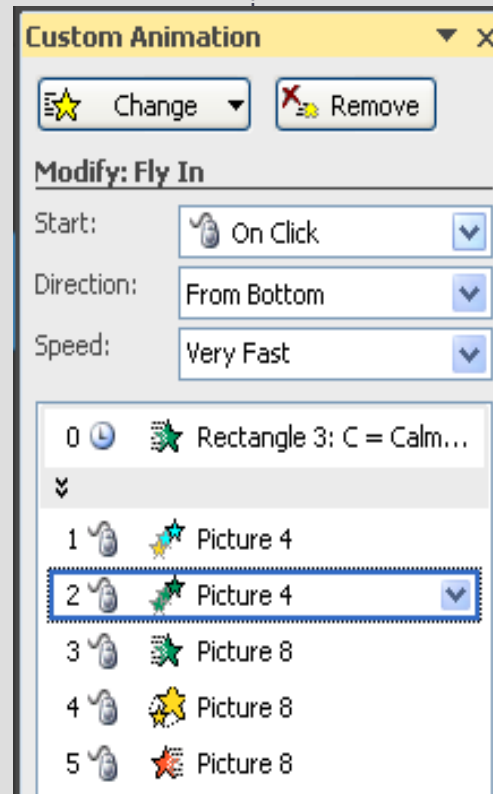 Custom Animation
Change
Remove
Modify: Fly In
Start:
On Click
Direction:
From Bottom
Speed:
Very Fast
0 Rectangle 3: C = Calm...
1 Picture 4
2 Picture 4
3 Picture 8
4 Picture 8
5 Picture 8